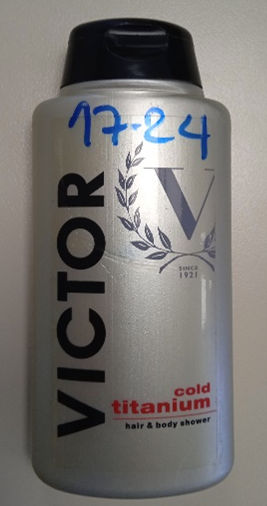 17-24
VICTOR
V
SINCE
1921
cold
titanium
hair & body shower